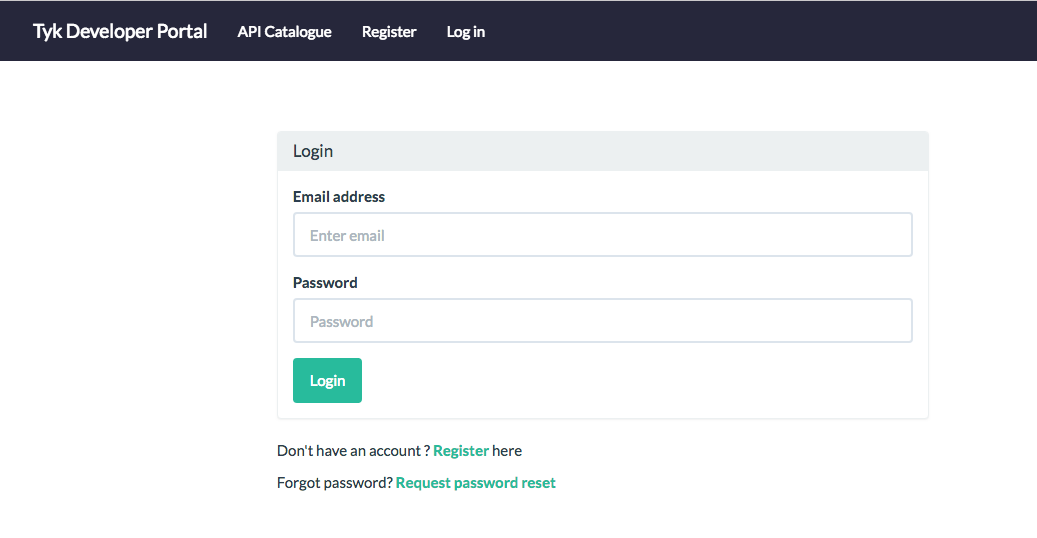 Tyk Developer Portal API Catalogue Register Log in
Login
Email address
Enter email
Password
Password
Login
Don't have an account ? Register here
Forgot password? Request password reset